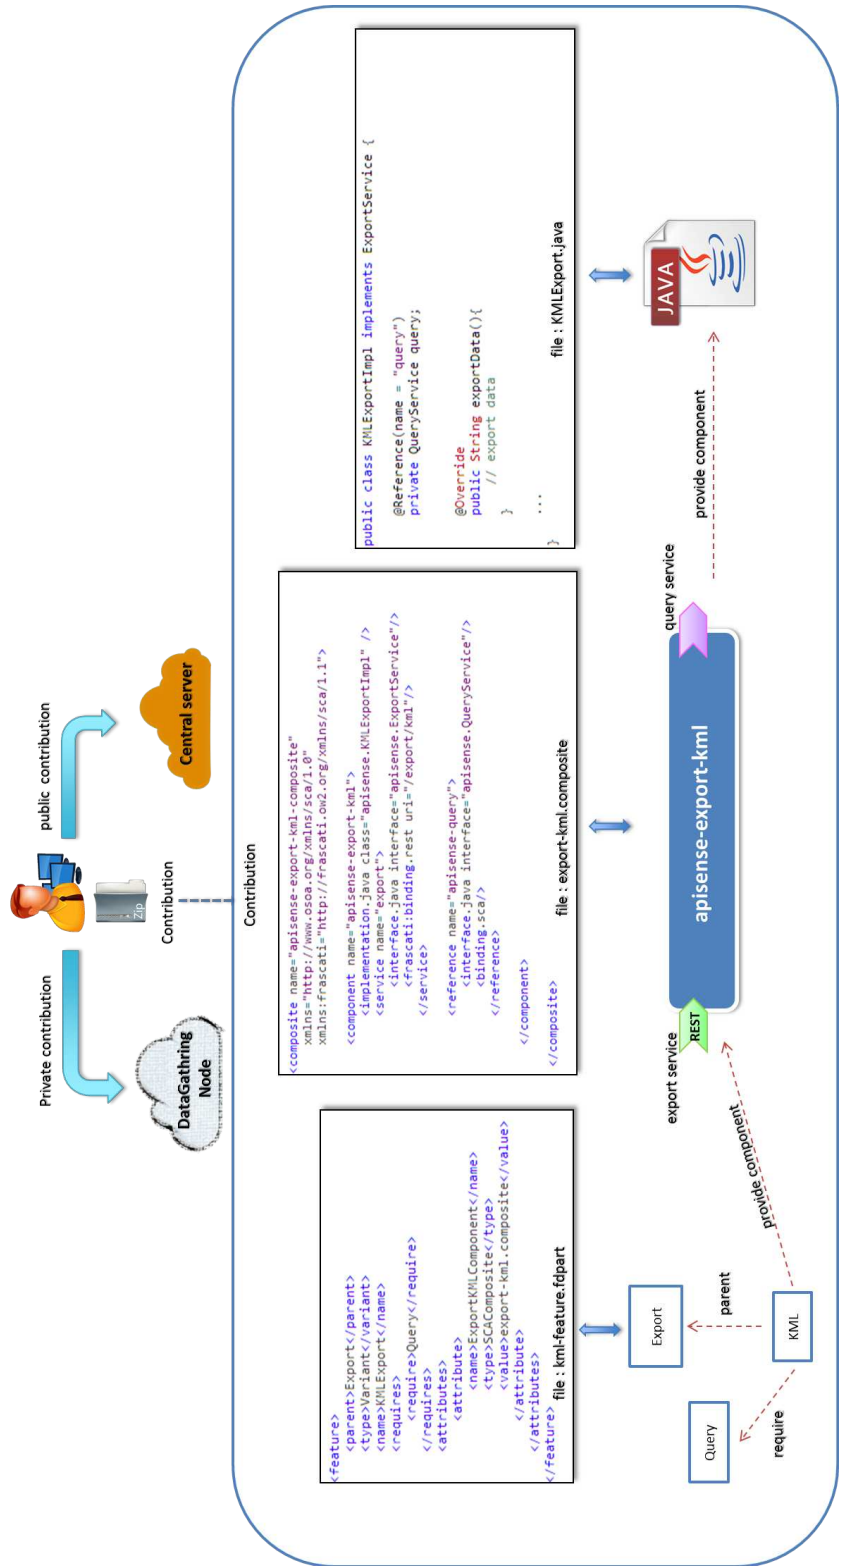 Private contribution
public contribution
DataGathring
Node
Zip
Contribution
Central server
Contribution
<feature>
<parent>Export</parent>
<type>Variant</variant>
<name>KMLExport</name>
<requires>
<require>Query</require>
</requires>
<attributes>
<attribute>
<name>ExportKMLComponent</name>
<type>SCAComposite</type>
<value>export-kml.composite</value>
</attribute>
</attributes>
</feature>
file : kml-feature.fdpart
<composite name="apisense-export-kml-composite"
xmlns="http://www.osoa.org/xmlns/sca/1.0"
xmlns:frascati="http://frascati.ow2.org/xmlns/sca/1.1">
<component name="apisense-export-kml">
<implementation.java class="apisense.KMLExportImpl" />
<service name="export">
<interface.java interface="apisense.ExportService"/>
<frascati:binding.rest uri="/export/kml"/>
</service>
<reference name="apisense-query">
<interface.java interface="apisense.QueryService"/>
<binding.sca/>
</reference>
</component>
</composite>
file : export-kml.composite
public class KMLExportImpl implements ExportService {
@Reference(name = "query")
private QueryService query;
@Override
public String exportData(){
// export data
}
...
}
file : KMLExport.java
Query
Export
KML
require
parent
provide component
export service
REST
apisense-export-kml
query service
provide component
JAVA